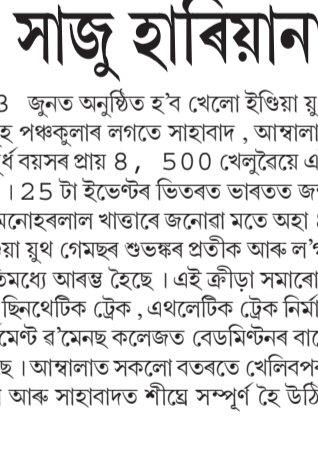 সাজু হাৰিয়ান
3 জুনত অনুষ্ঠিত হ'ব খেলো ইণ্ডিয়া যু
হ পঞ্চকুলাৰ লগতে সাহাবাদ , আম্বালা
ৰ্ধ বয়সৰ প্ৰায় 8 , 500 খেলুৱৈয়ে এ
। 25 টা ইভেণ্টৰ ভিতৰত ভাৰতত জ
মনোহৰলাল খাত্তাৰে জনোৱা মতে অহা
য়া য়ুথ গেমছৰ শুভঙ্কৰ প্ৰতীক আৰু ল'
তিমধ্যে আৰম্ভ হৈছে । এই ক্ৰীড়া সমাৰো
ছিনথেটিক ট্ৰেক , এথলেটিক ট্ৰেক নিৰ্মা
ৰ্মেণ্ট ৱ'মেনছ কলেজত বেডমিণ্টনৰ বা
ছে । আম্বালাত সকলো বতৰতে খেলিবপ
আৰু সাহাবাদত শীঘ্ৰে সম্পূৰ্ণ হৈ উঠি